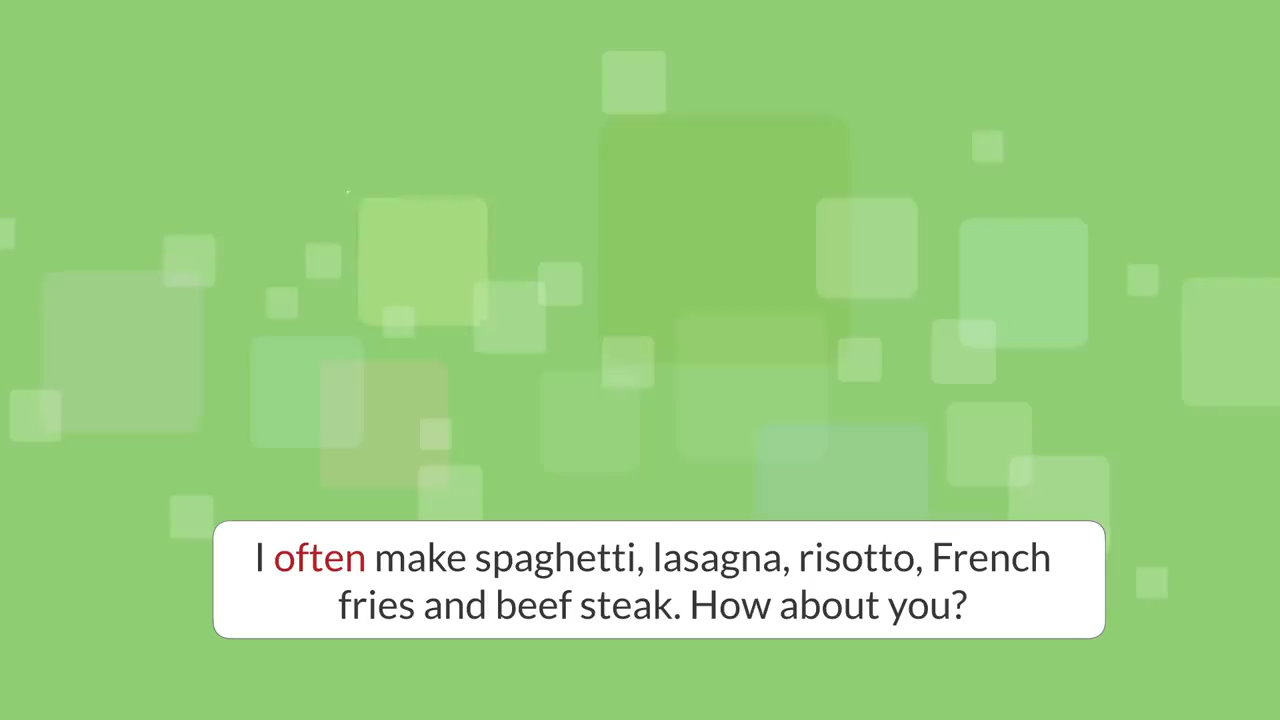 I often make spaghetti, lasagna, risotto, French
fries and beef steak. How about you?